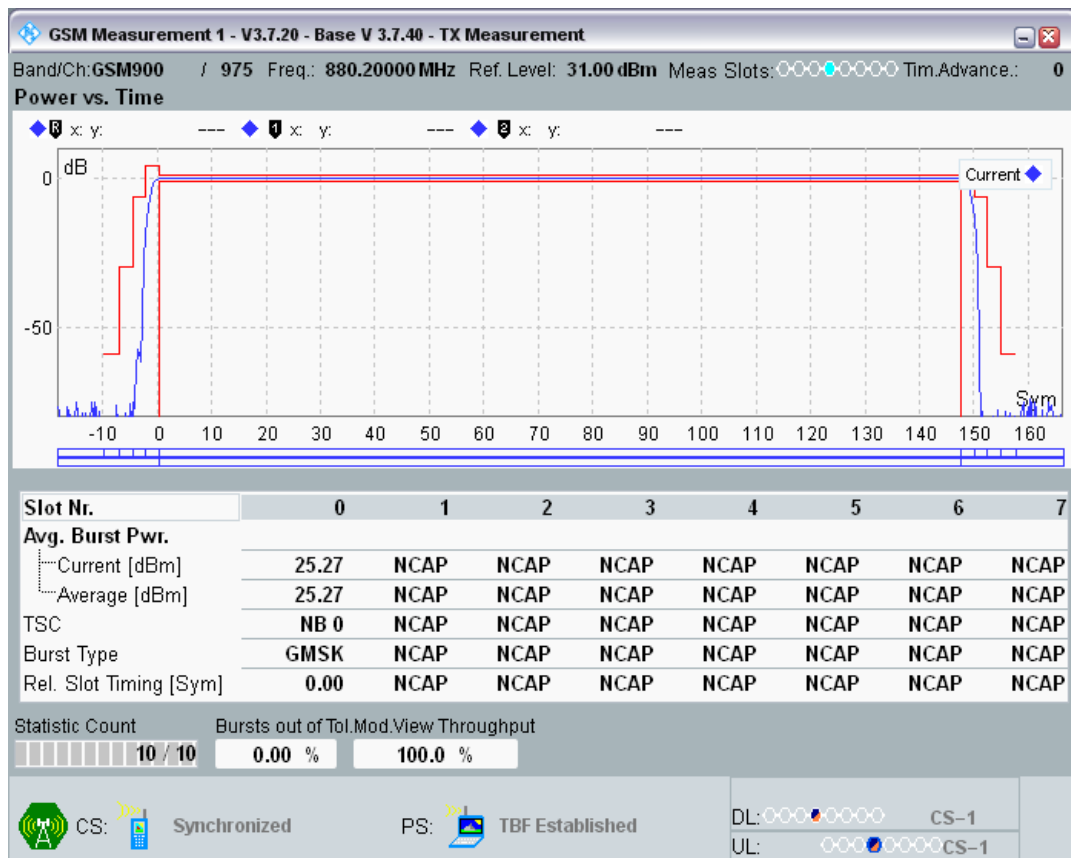 GSM Measurement 1 - V3.7.20 - Base V 3.7.40 - TX Measurement
Band/Ch:GSM900 / 975 Freq.: 880.20000 MHz Ref. Level: 31.00 dBm Meas Slots: Tim.Advance.: 0
Power vs. Time
R x: y: --- 1 x: y: --- 2 x: y: ---
dB
Current
0
-50
Sym
-10 0 10 20 30 40 50 60 70 80 90 100 110 120 130 140 150 160
Slot Nr. 0 1 2 3 4 5 6 7
Avg. Burst Pwr.
Current [dBm] 25.27 NCAP NCAP NCAP NCAP NCAP NCAP NCAP
Average [dBm] 25.27 NCAP NCAP NCAP NCAP NCAP NCAP NCAP
TSC NB 0 NCAP NCAP NCAP NCAP NCAP NCAP NCAP
Burst Type GMSK NCAP NCAP NCAP NCAP NCAP NCAP NCAP
Rel. Slot Timing [Sym] 0.00 NCAP NCAP NCAP NCAP NCAP NCAP NCAP
Statistic Count Bursts out of Tol.Mod.View Throughput
10 / 10 0.00 % 100.0 %
CS: Synchronized PS: TBF Established
DL: CS-1
UL: CS-1